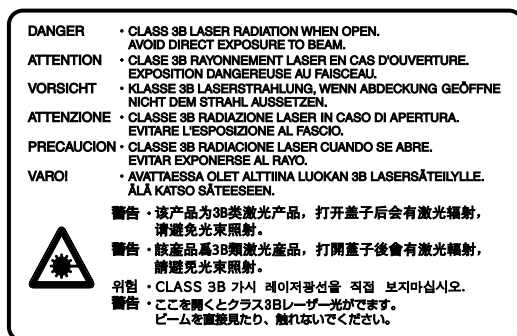 DANGER · CLASS 3B LASER RADIATION WHEN OPEN.
AVOID DIRECT EXPOSURE TO BEAM.
ATTENTION · CLASE 3B RAYONNEMENT LASER EN CAS D'OUVERTURE.
EXPOSITION DANGEREUSE AU FAISCEAU.
VORSICHT · KLASSE 3B LASERSTRAHLUNG, WENN ABDECKUNG GEÖFFNE
NICHT DEM STRAHL AUSSETZEN.
ATTENZIONE · CLASSE 3B RADIAZIONE LASER IN CASO DI APERTURA.
EVITARE L'ESPOSIZIONE AL FASCIO.
PRECAUCION · CLASSE 3B RADIACIONE LASER CUANDO SE ABRE.
EVITAR EXPONERSE AL RAYO.
VARO! · AVATTAESSA OLET ALTTIINA LUOKAN 3B LASERSÄTEILYLLE.
ÄLÄ KATSO SÄTEESEEN.
警告 · 该产品为3B类激光产品，打开盖子后会有激光辐射，
请避免光束照射。
警告 · 該産品爲3B類激光産品，打開蓋子後會有激光輻射，
請避免光束照射。
위험 · CLASS 3B 가시 레이저광선을 직접 보지마십시오.
警告 · ここを開くとクラス3Bレーザー光がでます。
ビームを直接見たり、触れないでください。